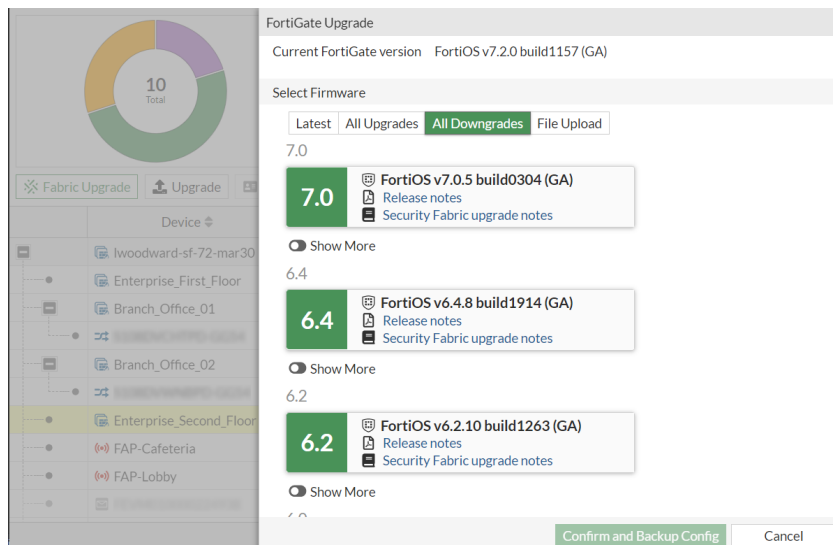 10
Total
Fabric Upgrade
Upgrade
Device
lwoodward-sf-72-mar30
Enterprise_First_Floor
Branch_Office_01
Branch_Office_02
Enterprise_Second_Floor
FAP-Cafeteria
FAP-Lobby
FortiGate Upgrade
Current FortiGate version FortiOS v7.2.0 build1157 (GA)
Select Firmware
Latest All Upgrades All Downgrades File Upload
7.0
7.0
FortiOS v7.0.5 build0304 (GA)
Release notes
Security Fabric upgrade notes
Show More
6.4
6.4
FortiOS v6.4.8 build1914 (GA)
Release notes
Security Fabric upgrade notes
Show More
6.2
6.2
FortiOS v6.2.10 build1263 (GA)
Release notes
Security Fabric upgrade notes
Show More
Confirm and Backup Config Cancel